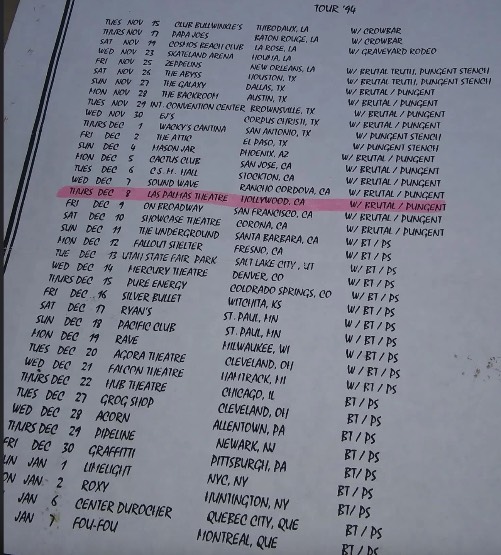 TOUR '94
TUES NOV 15 CLUB BULLWINKLE'S THIBODAUX, LA W/ CROWBAR
THURS NOV 17 PAPA JOES BATON ROUGE, LA W/ CROWBAR
SAT NOV 19 COSMOS BEACH CLUB LA ROSE, LA W/ GRAVEYARD RODEO
WED NOV 23 SKATELAND ARENA HOUMA, LA
FRI NOV 25 ZEPPELINS NEW ORLEANS, LA W/ BRUTAL TRUTH, PUNGENT STENCH
SAT NOV 26 THE ABYSS HOUSTON, TX W/ BRUTAL TRUTH, PUNGENT STENCH
SUN NOV 27 THE GALAXY DALLAS, TX W/ BRUTAL / PUNGENT
MON NOV 28 THE BACKROOM AUSTIN, TX W/ BRUTAL / PUNGENT
TUES NOV 29 INT. CONVENTION CENTER BROWNSVILLE, TX W/ BRUTAL / PUNGENT
WED NOV 30 EJ'S CORPUS CHRISTI, TX W/ BRUTAL / PUNGENT
THURS DEC 1 WACKY'S CANTINA SAN ANTONIO, TX W/ PUNGENT STENCH
FRI DEC 2 THE ATTIC EL PASO, TX W/ PUNGENT STENCH
SUN DEC 4 MASON JAR PHOENIX, AZ W/ BRUTAL / PUNGENT
MON DEC 5 CACTUS CLUB SAN JOSE, CA W/ BRUTAL / PUNGENT
TUES DEC 6 C.S.M. HALL STOCKTON, CA W/ BRUTAL / PUNGENT
WED DEC 7 SOUND WAVE RANCHO CORDOVA, CA W/ BRUTAL / PUNGENT
THURS DEC 8 LAS PALMAS THEATRE HOLLYWOOD, CA W/ BRUTAL / PUNGENT
FRI DEC 9 ON BROADWAY SAN FRANCISCO, CA W/ BRUTAL / PUNGENT
SAT DEC 10 SHOWCASE THEATRE CORONA, CA W/ BRUTAL / PUNGENT
SUN DEC 11 THE UNDERGROUND SANTA BARBARA, CA W/ BT / PS
MON DEC 12 FALLOUT SHELTER FRESNO, CA W/ BT / PS
TUE DEC 13 UTAH STATE FAIR PARK SALT LAKE CITY, UT W/ BT / PS
WED DEC 14 MERCURY THEATRE DENVER, CO W/ BT / PS
THURS DEC 15 PURE ENERGY COLORADO SPRINGS, CO W/ BT / PS
FRI DEC 16 SILVER BULLET WITCHITA, KS W/ BT / PS
SAT DEC 17 RYAN'S ST. PAUL, MN W/ BT / PS
SUN DEC 18 PACIFIC CLUB ST. PAUL, MN W/ BT / PS
MON DEC 19 RAVE MILWAUKEE, WI W/ BT / PS
TUES DEC 20 AGORA THEATRE CLEVELAND, OH W/ BT / PS
WED DEC 21 FALCON THEATRE HAMTRACK, MI W/ BT / PS
THURS DEC 22 HUB THEATRE CHICAGO, IL W/ BT / PS
TUES DEC 27 GROG SHOP CLEVELAND, OH BT / PS
WED DEC 28 ACORN ALLENTOWN, PA BT / PS
THURS DEC 29 PIPELINE NEWARK, NJ BT / PS
FRI DEC 30 GRAFFITTI PITTSBURGH, PA BT / PS
UN JAN 1 LIMELIGHT NYC, NY BT / PS
ON JAN 2 ROXY HUNTINGTON, NY BT / PS
JAN 6 CENTER DUROCHER QUEBEC CITY, QUE BT / PS
JAN 7 FOU-FOU MONTREAL, QUE BT / PS